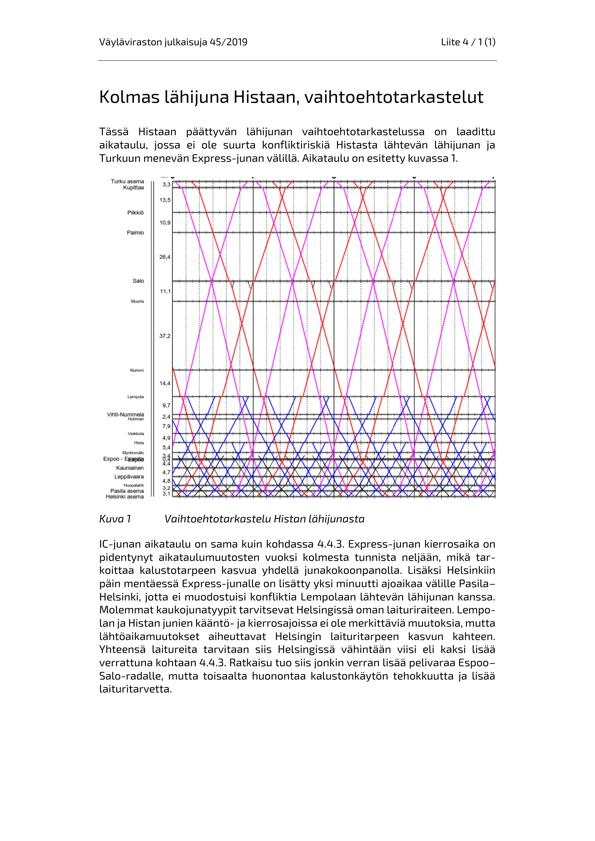 Väyläviraston julkaisuja 45/2019 Liite 4 / 1 (1)
Kolmas lähijuna Histaan, vaihtoehtotarkastelut
Tässä Histaan päättyvän lähijunan vaihtoehtotarkastelussa on laadittu
aikataulu, jossa ei ole suurta konfliktiriskiä Histasta lähtevän lähijunan ja
Turkuun menevän Express-junan välillä. Aikataulu on esitetty kuvassa 1.
Turku asema
3,3
Kupittaa
13,5
Piikkiö
10,9
Paimio
26,4
Salo
11,1
Muurla
37,2
Nummi
14,4
Lempola
9,7
Vihti-Nummela
2,4
Huhmari
7,9
Veikkola
4,9
Hista
5,4
Myntinmäki
3,4
Espoo
4,4
Kauniainen
4,7
Leppävaara
4,8
Huopalahti
3,2
Pasila asema
3,1
Helsinki asema
Kuva 1 Vaihtoehtotarkastelu Histan lähijunasta
IC-junan aikataulu on sama kuin kohdassa 4.4.3. Express-junan kierrosaika on
pidentynyt aikataulumuutosten vuoksi kolmesta tunnista neljään, mikä tar-
koittaa kalustotarpeen kasvua yhdellä junakokoonpanolla. Lisäksi Helsinkiin
päin mentäessä Express-junalle on lisätty yksi minuutti ajoaikaa välille Pasila–
Helsinki, jotta ei muodostuisi konfliktia Lempolaan lähtevän lähijunan kanssa.
Molemmat kaukojunatyypit tarvitsevat Helsingissä oman laituriraiteen. Lempo-
lan ja Histan junien kääntö- ja kierrosajoissa ei ole merkittäviä muutoksia, mutta
lähtöaikamuutokset aiheuttavat Helsingin laituritarpeen kasvun kahteen.
Yhteensä laitureita tarvitaan siis Helsingissä vähintään viisi eli kaksi lisää
verrattuna kohtaan 4.4.3. Ratkaisu tuo siis jonkin verran lisää pelivaraa Espoo–
Salo-radalle, mutta toisaalta huonontaa kalustonkäytön tehokkuutta ja lisää
laituritarvetta.